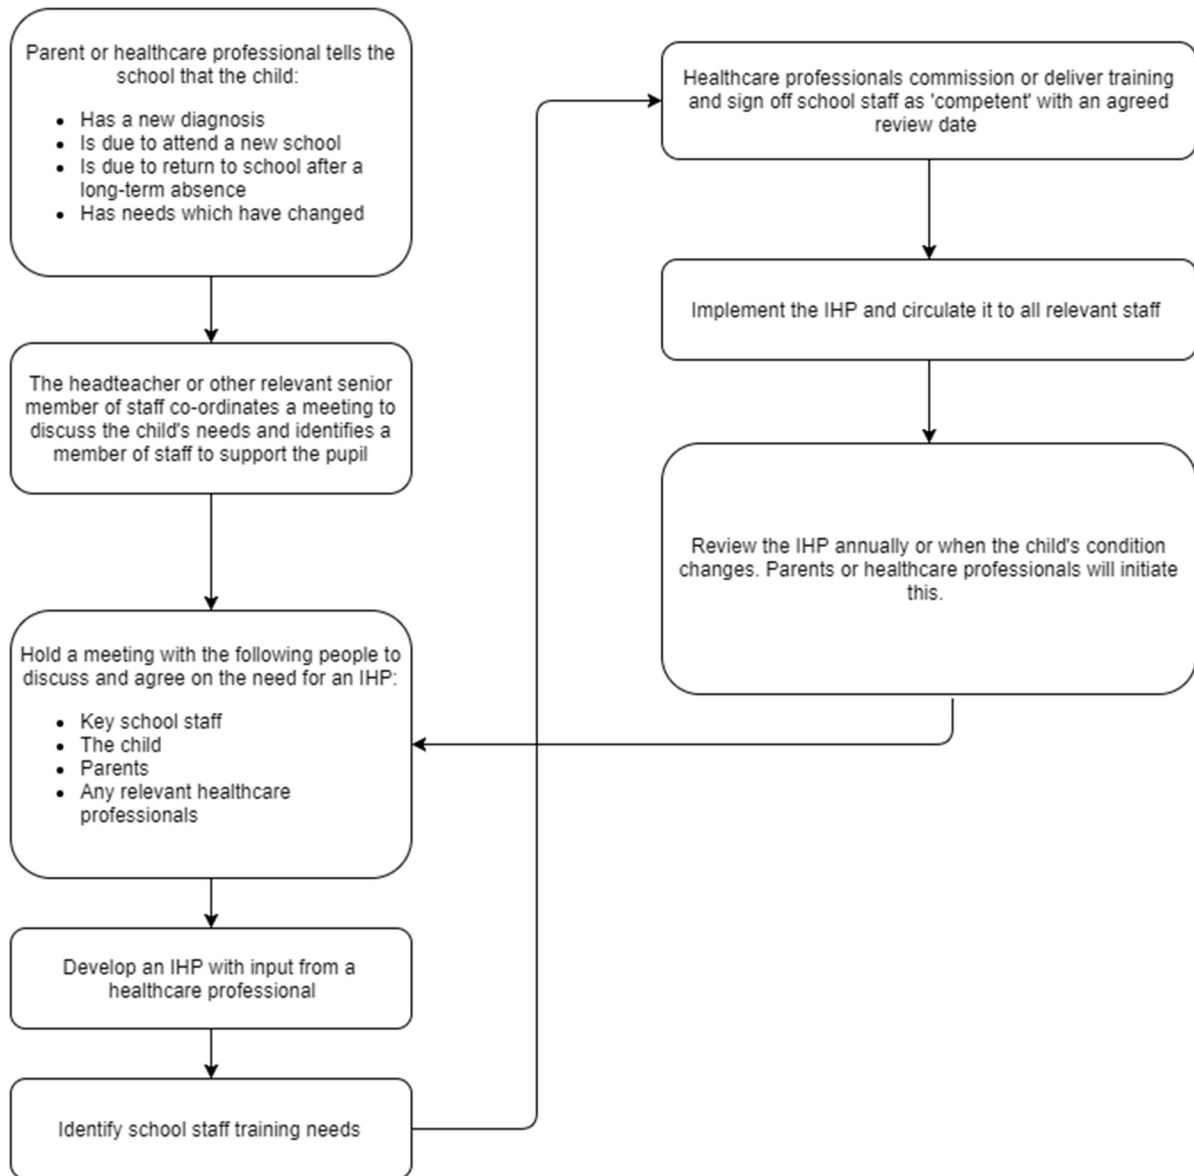 Parent or healthcare professional tells the
school that the child:
• Has a new diagnosis
• Is due to attend a new school
• Is due to return to school after a
long-term absence
• Has needs which have changed
The headteacher or other relevant senior
member of staff co-ordinates a meeting to
discuss the child's needs and identifies a
member of staff to support the pupil
Hold a meeting with the following people to
discuss and agree on the need for an IHP:
• Key school staff
• The child
• Parents
• Any relevant healthcare
professionals
Develop an IHP with input from a
healthcare professional
Identify school staff training needs
Healthcare professionals commission or deliver training
and sign off school staff as 'competent' with an agreed
review date
Implement the IHP and circulate it to all relevant staff
Review the IHP annually or when the child's condition
changes. Parents or healthcare professionals will initiate
this.